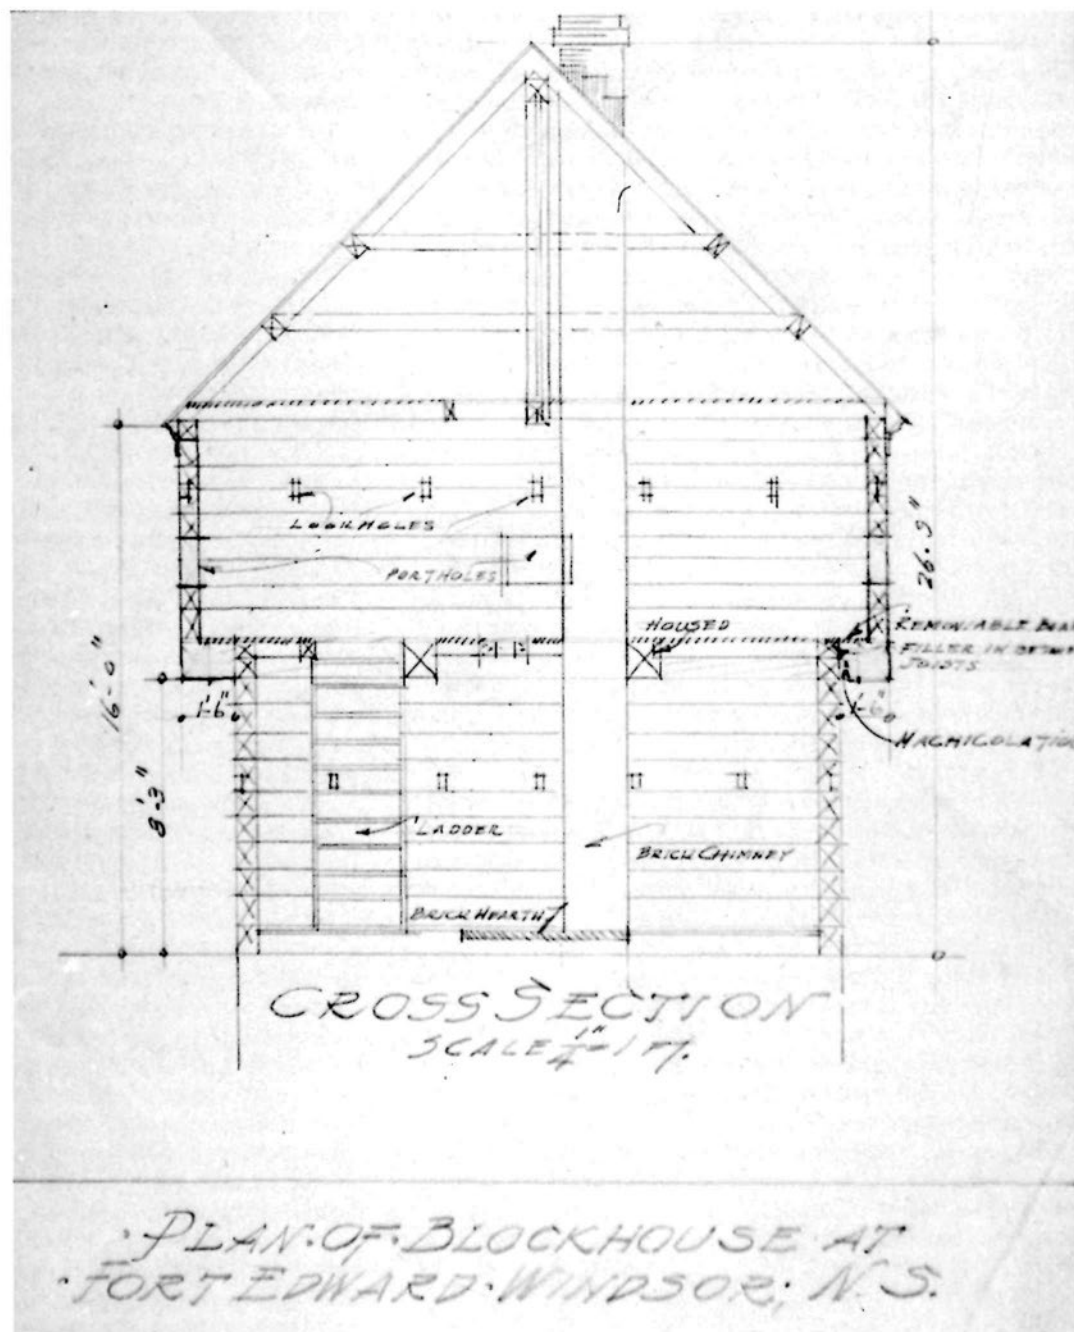 LOOKHOLES
PORTHOLES
26'-9"
HOUSED
REMOVABLE
FILLER IN
JOISTS
16'-0"
1'-6"
1'-6"
MACHICOLATION
8'-3"
LADDER
BRICK CHIMNEY
BRICK HEARTH
CROSS SECTION
SCALE 1/4" = 1 FT.
·PLAN·OF·BLOCKHOUSE AT
·FORT EDWARD·WINDSOR, N.S.